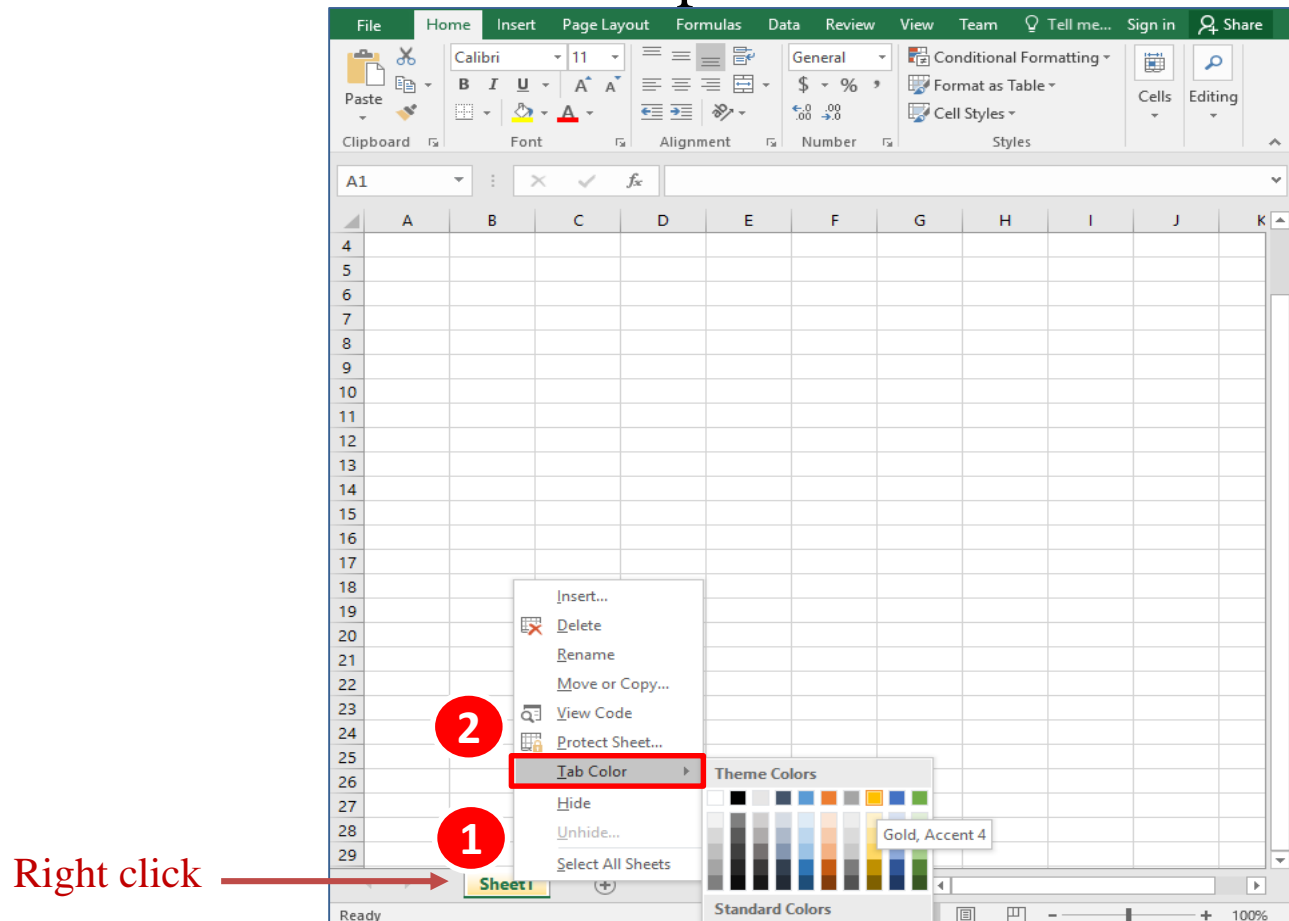 File Home Insert Page Layout Formulas Data Review View Team Tell me... Sign in Share
Calibri 11 General Conditional Formatting
Paste B I U A A $ % , Format as Table Cells Editing
A .00 Cell Styles
Clipboard Font Alignment Number Styles
A1 fx
A B C D E F G H I J K
4
5
6
7
8
9
10
11
12
13
14
15
16
17
18
19
20
21
22
23
24
25
26
27
28
29
Insert...
Delete
Rename
Move or Copy...
View Code
2
Protect Sheet...
Tab Color
Theme Colors
Hide
Unhide...
Gold, Accent 4
1
Select All Sheets
Right click
Sheet1
Ready
Standard Colors
100%